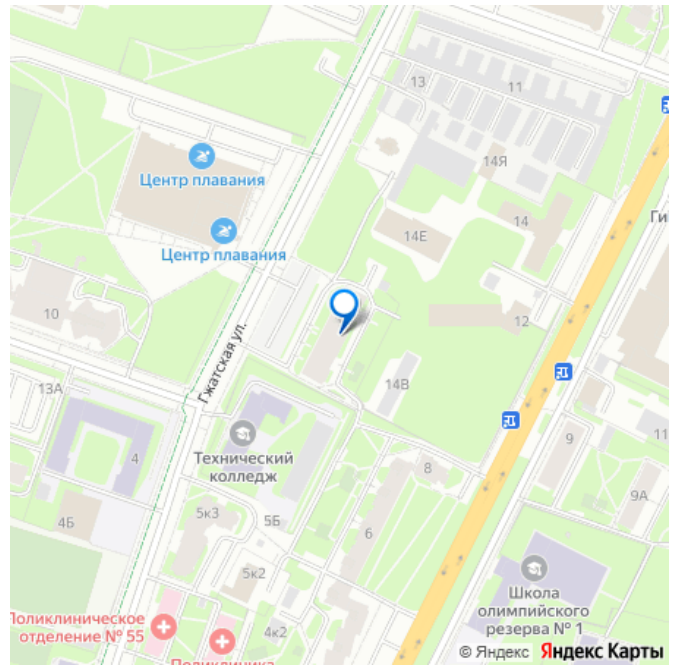 13
11
14Я
Центр плавания
14
Ги
14Е
Центр плавания
10
12
Гжатская ул.
13А
14В
Технический
колледж
4
8
9
11
9А
4Б
5к3
5Б
6
5к2
Школа
олимпийского
резерва № 1
Поликлиническое
отделение № 55
4к2
Поликлиника
© Яндекс Яндекс Карты